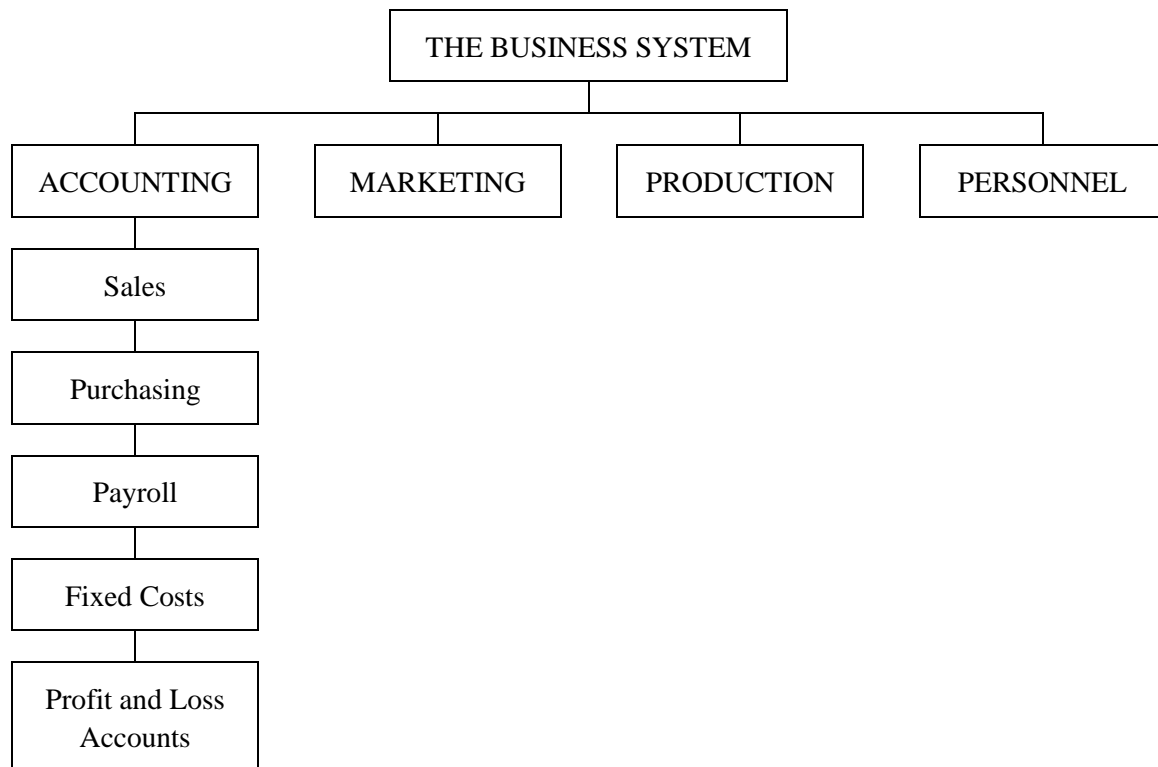 THE BUSINESS SYSTEM
ACCOUNTING
MARKETING
PRODUCTION
PERSONNEL
Sales
Purchasing
Payroll
Fixed Costs
Profit and Loss
Accounts